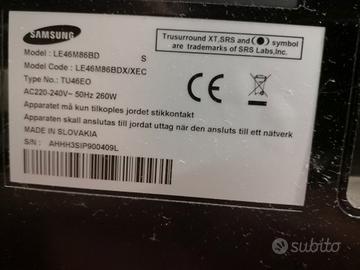 SAMSUNG
Model : LE46M86BD S
Model Code : LE46M86BDX/XEC
Type No.: TU46EO
AC220-240V~ 50Hz 260W
Trusurround XT,SRS and (●) symbol
are trademarks of SRS Labs,Inc.
CE
Apparatet må kun tilkoples jordet stikkontakt
Apparaten skall anslutas till jordat uttag när den ansluts till ett nätverk
MADE IN SLOVAKIA
S/N : AHHH3SIP900409L
subito